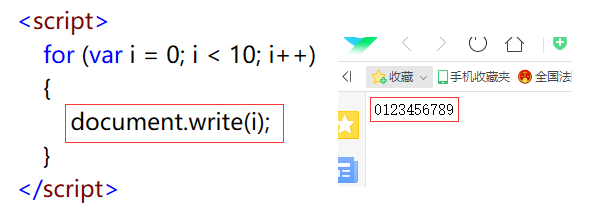 <script>
for (var i = 0; i < 10; i++)
{
document.write(i);
}
</script>
收藏 手机收藏夹 全国法
0123456789